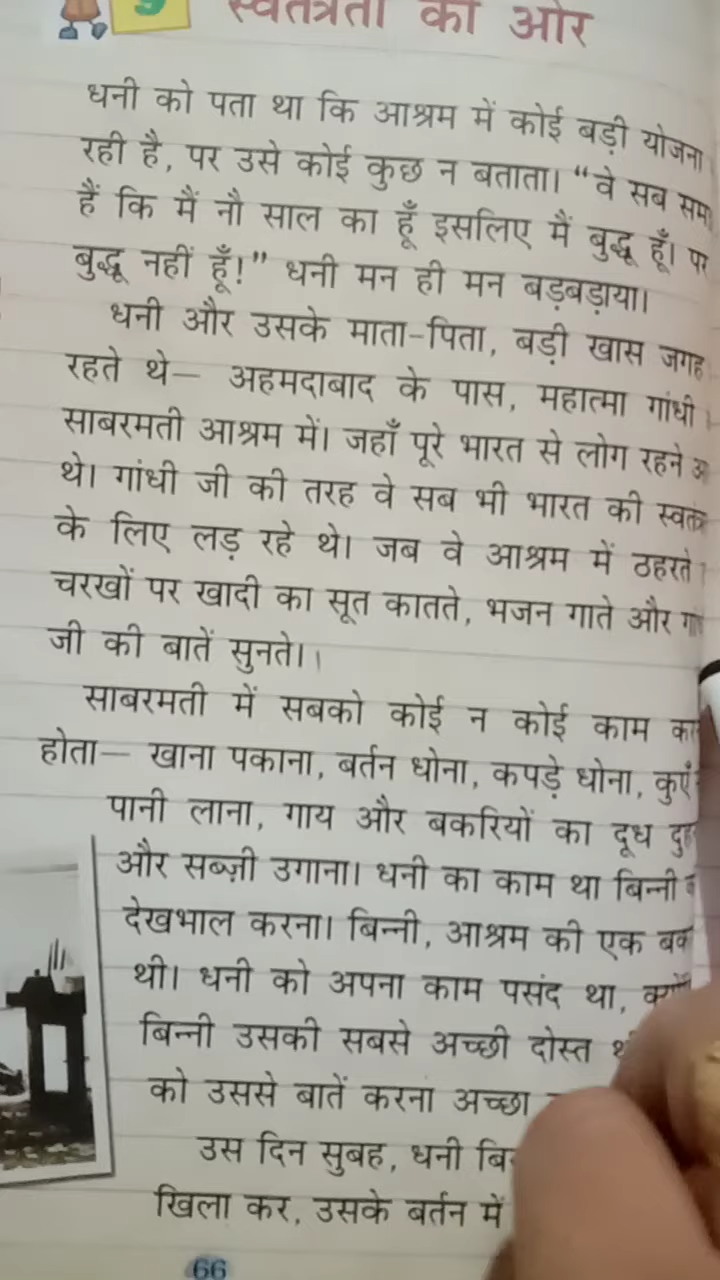 9 स्वतंत्रता की ओर
धनी को पता था कि आश्रम में कोई बड़ी योजना
रही है, पर उसे कोई कुछ न बताता। “वे सब
हैं कि मैं नौ साल का हूँ इसलिए मैं बुद्धू हूँ। पर
बुद्धू नहीं हूँ!” धनी मन ही मन बड़बड़ाया।
धनी और उसके माता-पिता, बड़ी खास जगह
रहते थे— अहमदाबाद के पास, महात्मा गांधी
साबरमती आश्रम में। जहाँ पूरे भारत से लोग रहने
थे। गांधी जी की तरह वे सब भी भारत की
के लिए लड़ रहे थे। जब वे आश्रम में ठहरते
चरखों पर खादी का सूत कातते, भजन गाते और
जी की बातें सुनते।
साबरमती में सबको कोई न कोई काम
होता— खाना पकाना, बर्तन धोना, कपड़े धोना, कुएँ
पानी लाना, गाय और बकरियों का दूध
और सब्ज़ी उगाना। धनी का काम था बिन्नी
देखभाल करना। बिन्नी, आश्रम की एक
थी। धनी को अपना काम पसंद था,
बिन्नी उसकी सबसे अच्छी दोस्त
को उससे बातें करना अच्छा
उस दिन सुबह, धनी
खिला कर, उसके बर्तन में
66